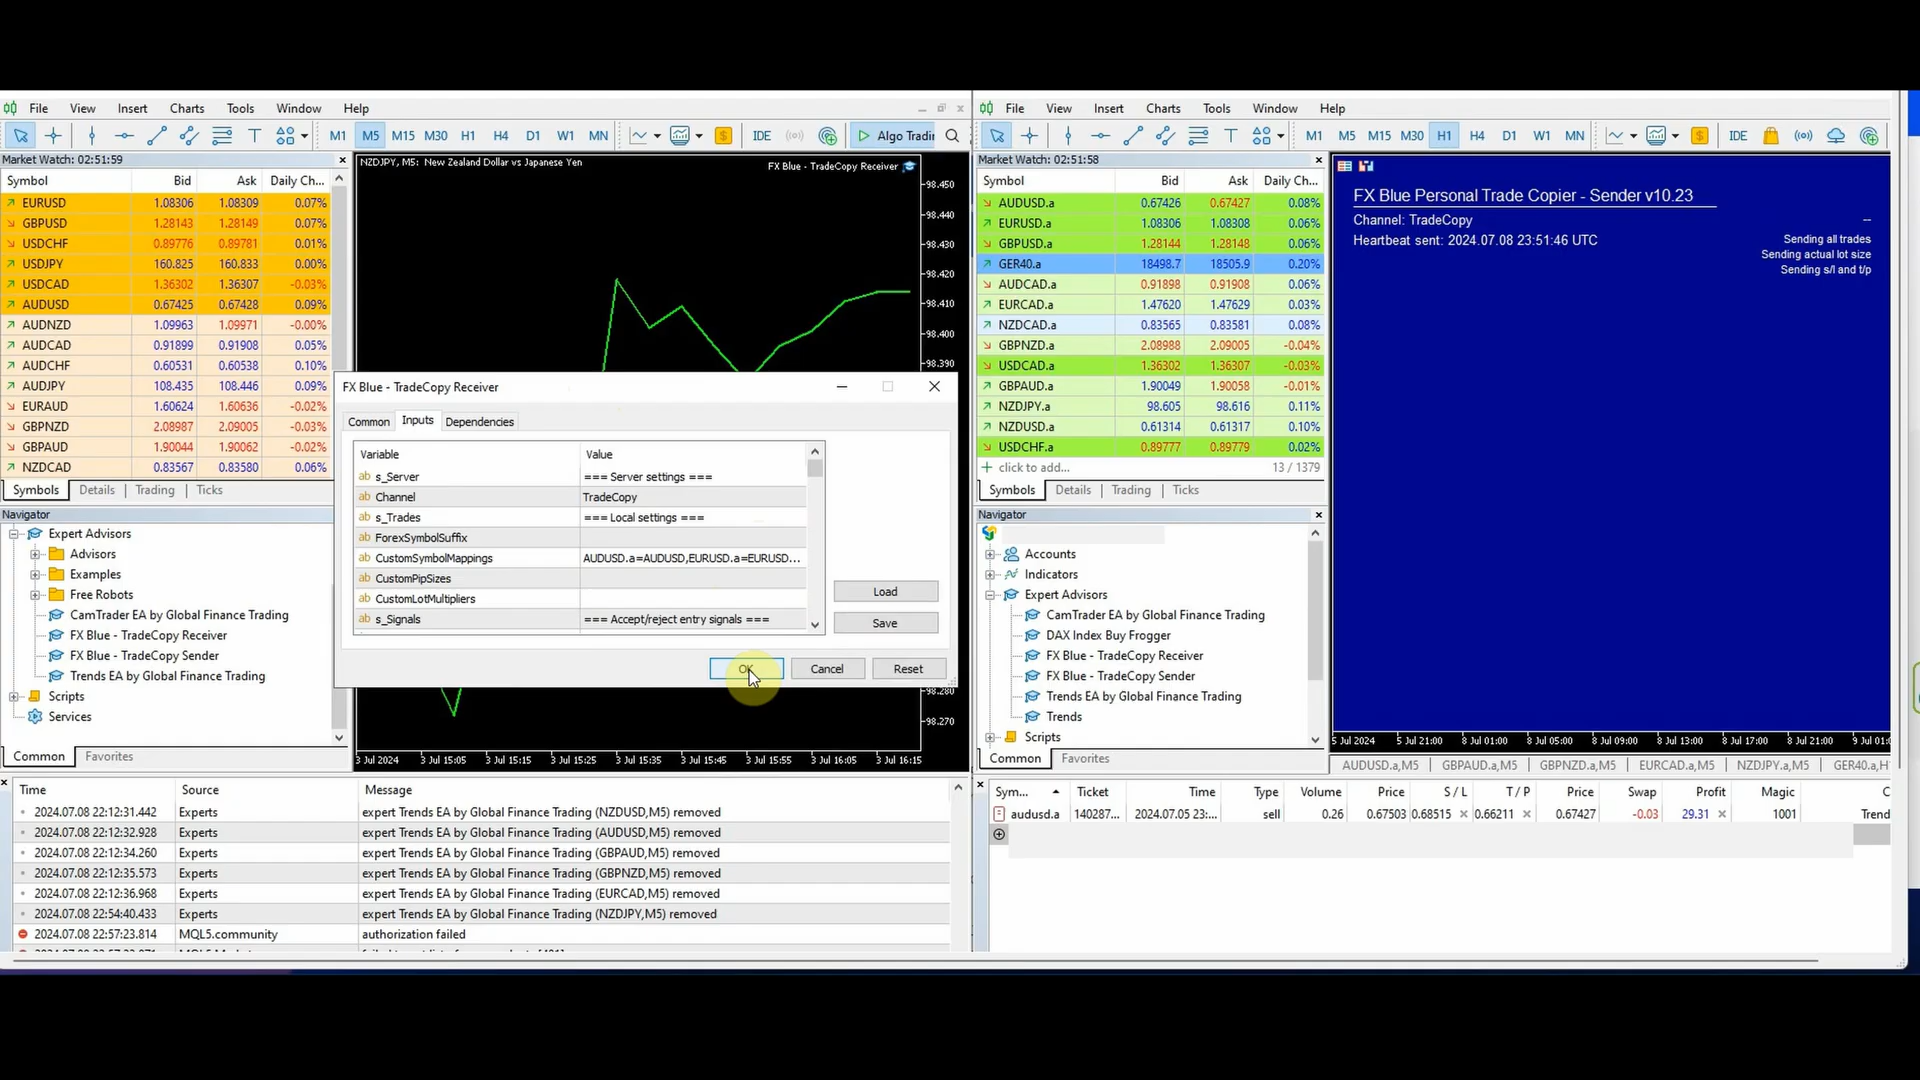 File View Insert Charts Tools Window Help
M1 M5 M15 M30 H1 H4 D1 W1 MN IDE Algo Tradin
Market Watch: 02:51:59
Symbol Bid Ask Daily Ch...
EURUSD 1.08306 1.08309 0.07%
GBPUSD 1.28143 1.28149 0.07%
USDCHF 0.89776 0.89781 0.01%
USDJPY 160.825 160.833 0.00%
USDCAD 1.36302 1.36307 -0.03%
AUDUSD 0.67425 0.67428 0.09%
AUDNZD 1.09963 1.09971 -0.00%
AUDCAD 0.91899 0.91908 0.05%
AUDCHF 0.60531 0.60538 0.10%
AUDJPY 108.435 108.446 0.09%
EURAUD 1.60624 1.60636 -0.02%
GBPNZD 2.08987 2.09005 -0.03%
GBPAUD 1.90044 1.90062 -0.02%
NZDCAD 0.83567 0.83580 0.06%
Symbols Details Trading Ticks
Navigator
Expert Advisors
Advisors
Examples
Free Robots
CamTrader EA by Global Finance Trading
FX Blue - TradeCopy Receiver
FX Blue - TradeCopy Sender
Trends EA by Global Finance Trading
Scripts
Services
Common Favorites
NZDJPY, M5: New Zealand Dollar vs Japanese Yen
FX Blue - TradeCopy Receiver
98.450
98.440
98.430
98.420
98.410
98.400
98.390
98.280
98.270
3 Jul 2024 3 Jul 15:05 3 Jul 15:15 3 Jul 15:25 3 Jul 15:35 3 Jul 15:45 3 Jul 15:55 3 Jul 16:05 3 Jul 16:15
FX Blue - TradeCopy Receiver
Common Inputs Dependencies
Variable Value
ab s_Server === Server settings ===
ab Channel TradeCopy
ab s_Trades === Local settings ===
ab ForexSymbolSuffix
ab CustomSymbolMappings AUDUSD.a=AUDUSD,EURUSD.a=EURUSD...
ab CustomPipSizes
ab CustomLotMultipliers
ab s_Signals === Accept/reject entry signals ===
Load
Save
OK Cancel Reset
Time Source Message
2024.07.08 22:12:31.442 Experts expert Trends EA by Global Finance Trading (NZDUSD,M5) removed
2024.07.08 22:12:32.928 Experts expert Trends EA by Global Finance Trading (AUDUSD,M5) removed
2024.07.08 22:12:34.260 Experts expert Trends EA by Global Finance Trading (GBPAUD,M5) removed
2024.07.08 22:12:35.573 Experts expert Trends EA by Global Finance Trading (GBPNZD,M5) removed
2024.07.08 22:12:36.968 Experts expert Trends EA by Global Finance Trading (EURCAD,M5) removed
2024.07.08 22:54:40.433 Experts expert Trends EA by Global Finance Trading (NZDJPY,M5) removed
2024.07.08 22:57:23.814 MQL5.community authorization failed
File View Insert Charts Tools Window Help
M1 M5 M15 M30 H1 H4 D1 W1 MN IDE
Market Watch: 02:51:58
Symbol Bid Ask Daily Ch...
AUDUSD.a 0.67426 0.67427 0.08%
EURUSD.a 1.08306 1.08308 0.06%
GBPUSD.a 1.28144 1.28148 0.06%
GER40.a 18498.7 18505.9 0.20%
AUDCAD.a 0.91898 0.91908 0.06%
EURCAD.a 1.47620 1.47629 0.03%
NZDCAD.a 0.83565 0.83581 0.08%
GBPNZD.a 2.08988 2.09005 -0.04%
USDCAD.a 1.36302 1.36307 -0.03%
GBPAUD.a 1.90049 1.90058 -0.01%
NZDJPY.a 98.605 98.616 0.11%
NZDUSD.a 0.61314 0.61317 0.10%
USDCHF.a 0.89777 0.89779 0.02%
click to add... 13 / 1379
Symbols Details Trading Ticks
Navigator
Accounts
Indicators
Expert Advisors
CamTrader EA by Global Finance Trading
DAX Index Buy Frogger
FX Blue - TradeCopy Receiver
FX Blue - TradeCopy Sender
Trends EA by Global Finance Trading
Trends
Scripts
Common Favorites
FX Blue Personal Trade Copier - Sender v10.23
Channel: TradeCopy --
Heartbeat sent: 2024.07.08 23:51:46 UTC
Sending all trades
Sending actual lot size
Sending s/l and t/p
5 Jul 2024 5 Jul 21:00 8 Jul 01:00 8 Jul 05:00 8 Jul 09:00 8 Jul 13:00 8 Jul 17:00 8 Jul 21:00 9 Jul 01:0
AUDUSD.a,M5 GBPAUD.a,M5 GBPNZD.a,M5 EURCAD.a,M5 NZDJPY.a,M5 GER40.a,H
Sym... Ticket Time Type Volume Price S / L T / P Price Swap Profit Magic C
audusd.a 140287... 2024.07.05 23:... sell 0.26 0.67503 0.68515 0.66211 0.67427 -0.03 29.31 1001 Trend